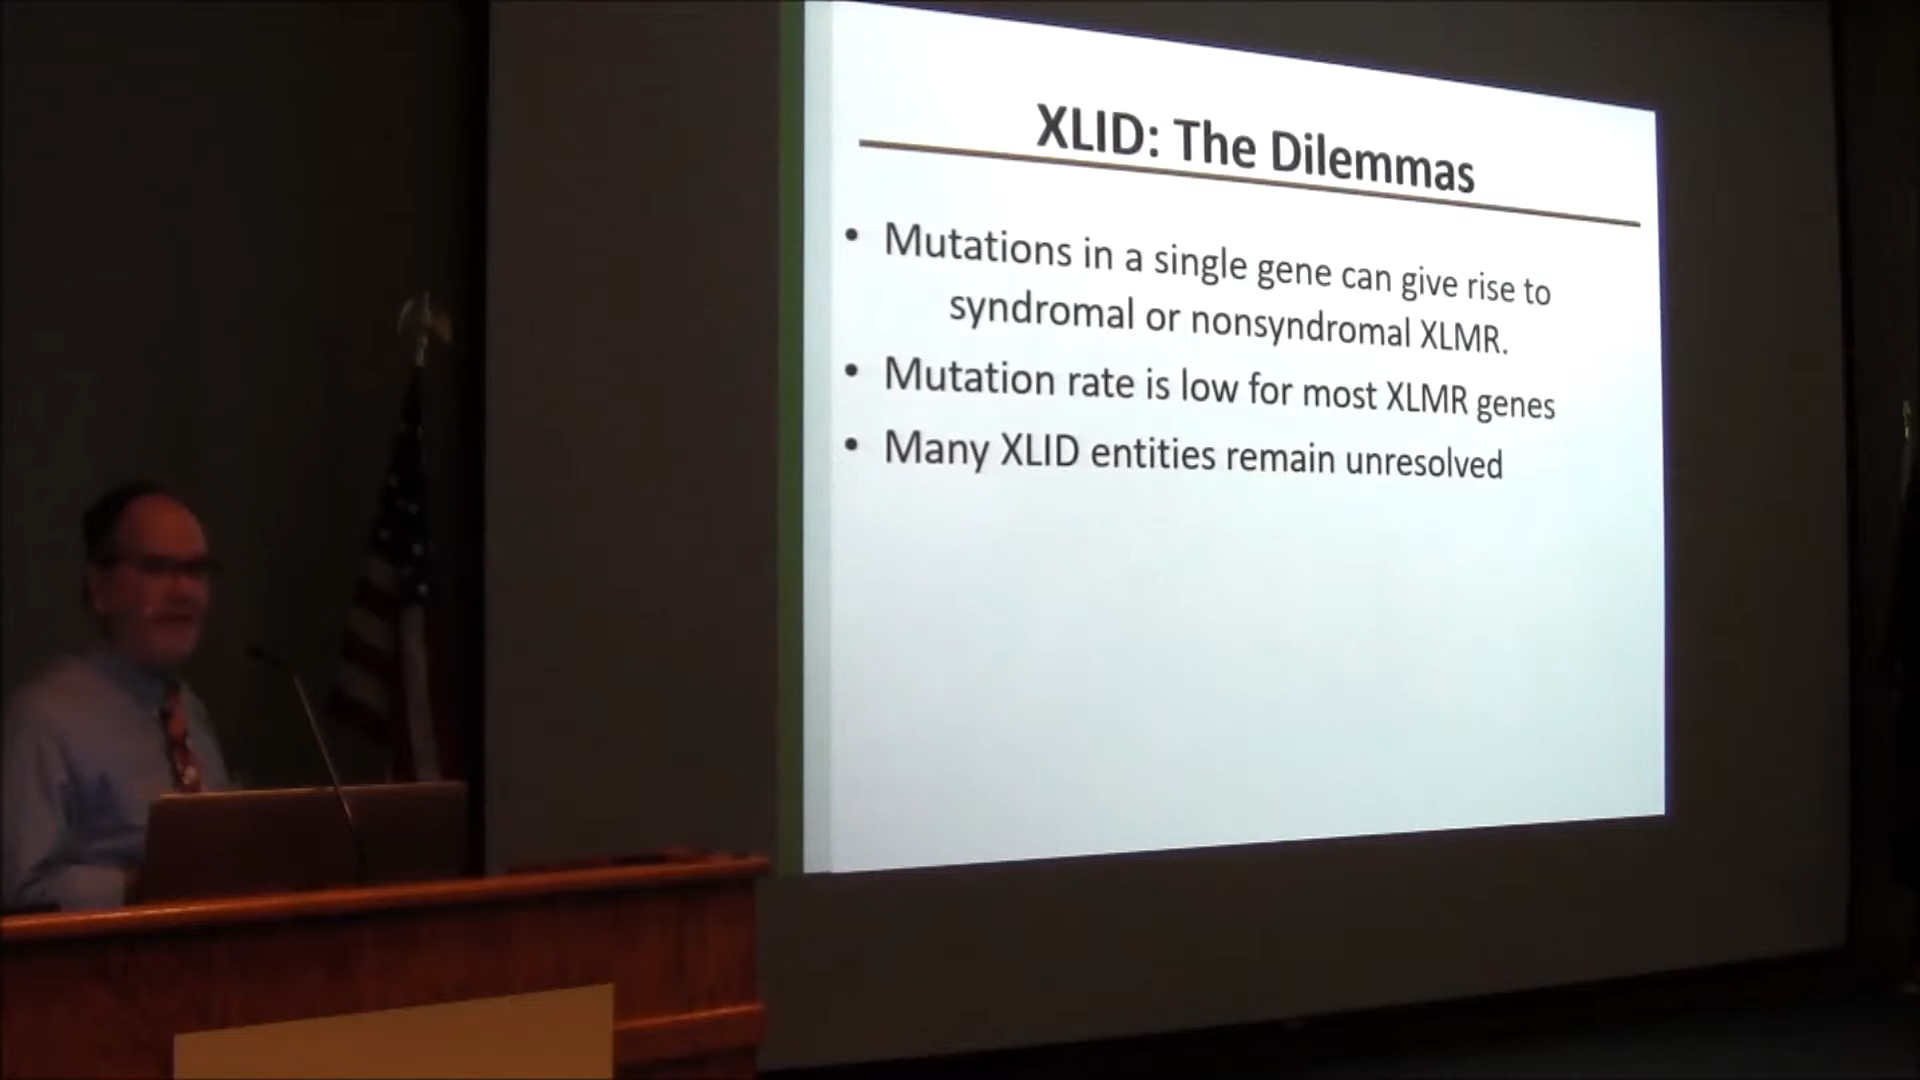 XLID: The Dilemmas
• Mutations in a single gene can give rise to
syndromal or nonsyndromal XLMR.
• Mutation rate is low for most XLMR genes
• Many XLID entities remain unresolved